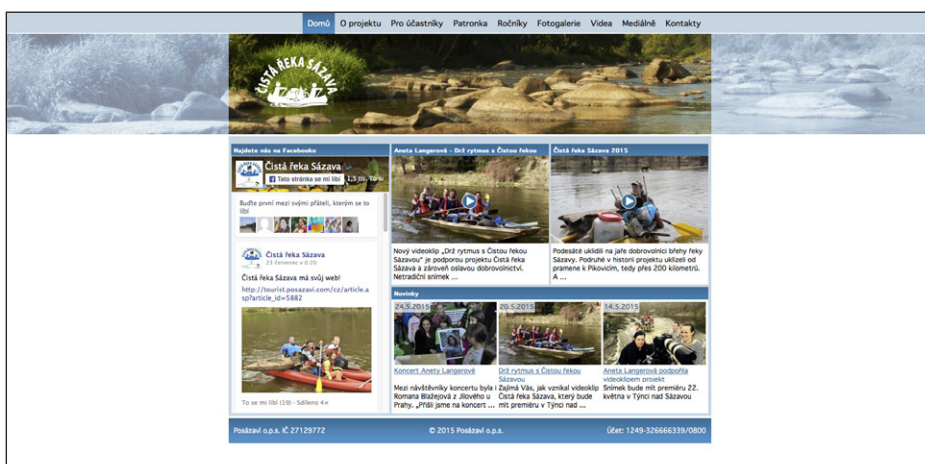 Domů O projektu Pro účastníky Patronka Ročníky Fotogalerie Videa Mediálně Kontakty
ČISTÁ ŘEKA SÁZAVA
Najdete nás na Facebooku
Čistá řeka Sázava
Tato stránka se mi líbí
1,5 tis. To se
Buďte první mezi svými přáteli, kterým se to
líbí
Čistá řeka Sázava
23 červenec v 0:20
Čistá řeka Sázava má svůj web!
http://tourist.posazavi.com/cz/article.a
sp?article_id=5882
To se mi líbí (19) · Sdíleno 4×
Aneta Langerová - Drž rytmus s Čistou řekou
Nový videoklip „Drž rytmus s Čistou řekou
Sázavou" je podporou projektu Čistá řeka
Sázava a zároveň oslavou dobrovolnictví.
Netradiční snímek ...
Čistá řeka Sázava 2015
Podesáté uklidili na jaře dobrovolníci břehy řeky
Sázavy. Podruhé v historii projektu uklízeli od
pramene k Pikovicím, tedy přes 200 kilometrů.
A ...
Novinky
24.5.2015
Koncert Anety Langerové
Mezi návštěvníky koncertu byla i
Romana Blažejová z Jílového u
Prahy. „Přišli jsme na koncert ...
20.5.2015
Drž rytmus s Čistou řekou
Sázavou
Zajímá Vás, jak vznikal videoklip
Čistá řeka Sázava, který bude
mít premiéru v Týnci nad ...
14.5.2015
Aneta Langerová podpořila
videoklipem projekt
Snímek bude mít premiéru 22.
května v Týnci nad Sázavou
Posázaví o.p.s. IČ 27129772
© 2015 Posázaví o.p.s.
Účet: 1249-326666339/0800